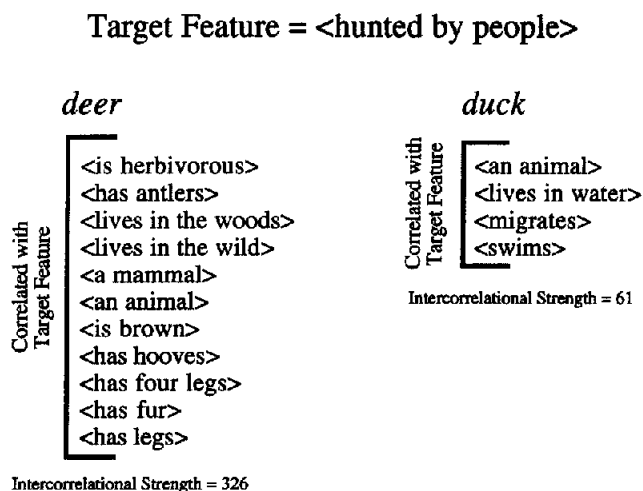 Target Feature = <hunted by people>
deer
Correlated with
Target Feature
<is herbivorous>
<has antlers>
<lives in the woods>
<lives in the wild>
<a mammal>
<an animal>
<is brown>
<has hooves>
<has four legs>
<has fur>
<has legs>
Intercorrelational Strength = 326
duck
Correlated with
Target Feature
<an animal>
<lives in water>
<migrates>
<swims>
Intercorrelational Strength = 61